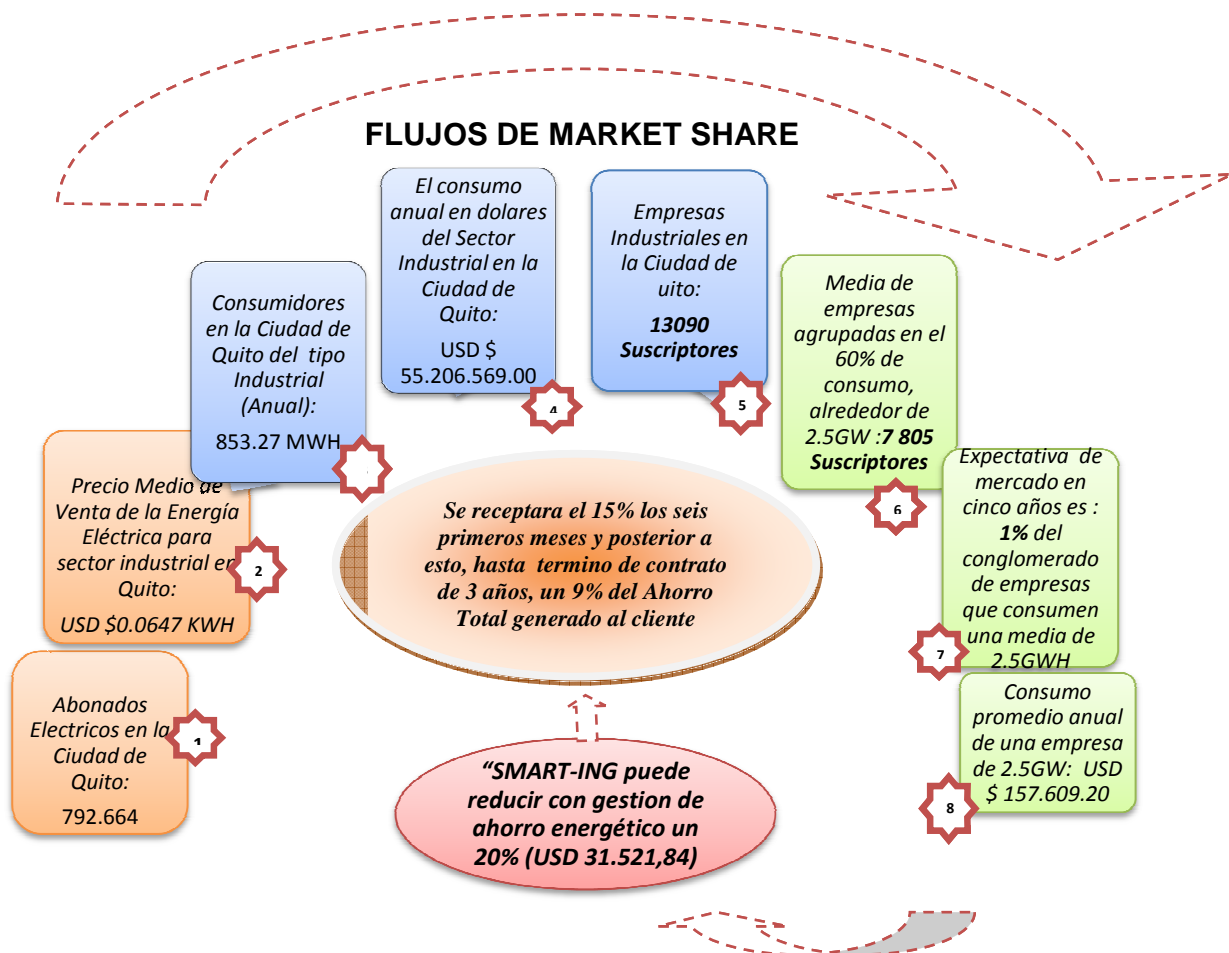 FLUJOS DE MARKET SHARE
Abonados
Electricos en la
Ciudad de
Quito:
792.664
1
Precio Medio de
Venta de la Energía
Eléctrica para
sector industrial en
Quito:
USD $0.0647 KWH
2
Consumidores
en la Ciudad de
Quito del tipo
Industrial
(Anual):
853.27 MWH
El consumo
anual en dolares
del Sector
Industrial en la
Ciudad de
Quito:
USD $
55.206.569.00
4
Empresas
Industriales en
la Ciudad de
uito:
13090
Suscriptores
5
Media de
empresas
agrupadas en el
60% de
consumo,
alrededor de
2.5GW :7 805
Suscriptores
6
Expectativa de
mercado en
cinco años es :
1% del
conglomerado
de empresas
que consumen
una media de
2.5GWH
7
Consumo
promedio anual
de una empresa
de 2.5GW: USD
$ 157.609.20
8
Se receptara el 15% los seis
primeros meses y posterior a
esto, hasta termino de contrato
de 3 años, un 9% del Ahorro
Total generado al cliente
“SMART-ING puede
reducir con gestion de
ahorro energético un
20% (USD 31.521,84)